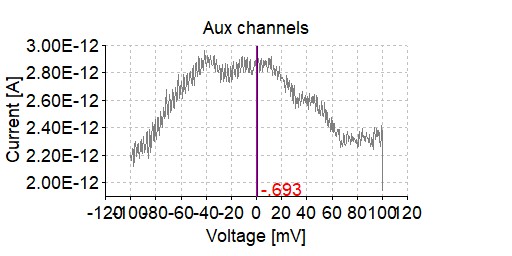 Aux channels
3.00E-12
2.80E-12
2.60E-12
2.40E-12
2.20E-12
2.00E-12
Current [A]
-.693
-120-100-80 -60 -40 -20 0 20 40 60 80 100 120
Voltage [mV]